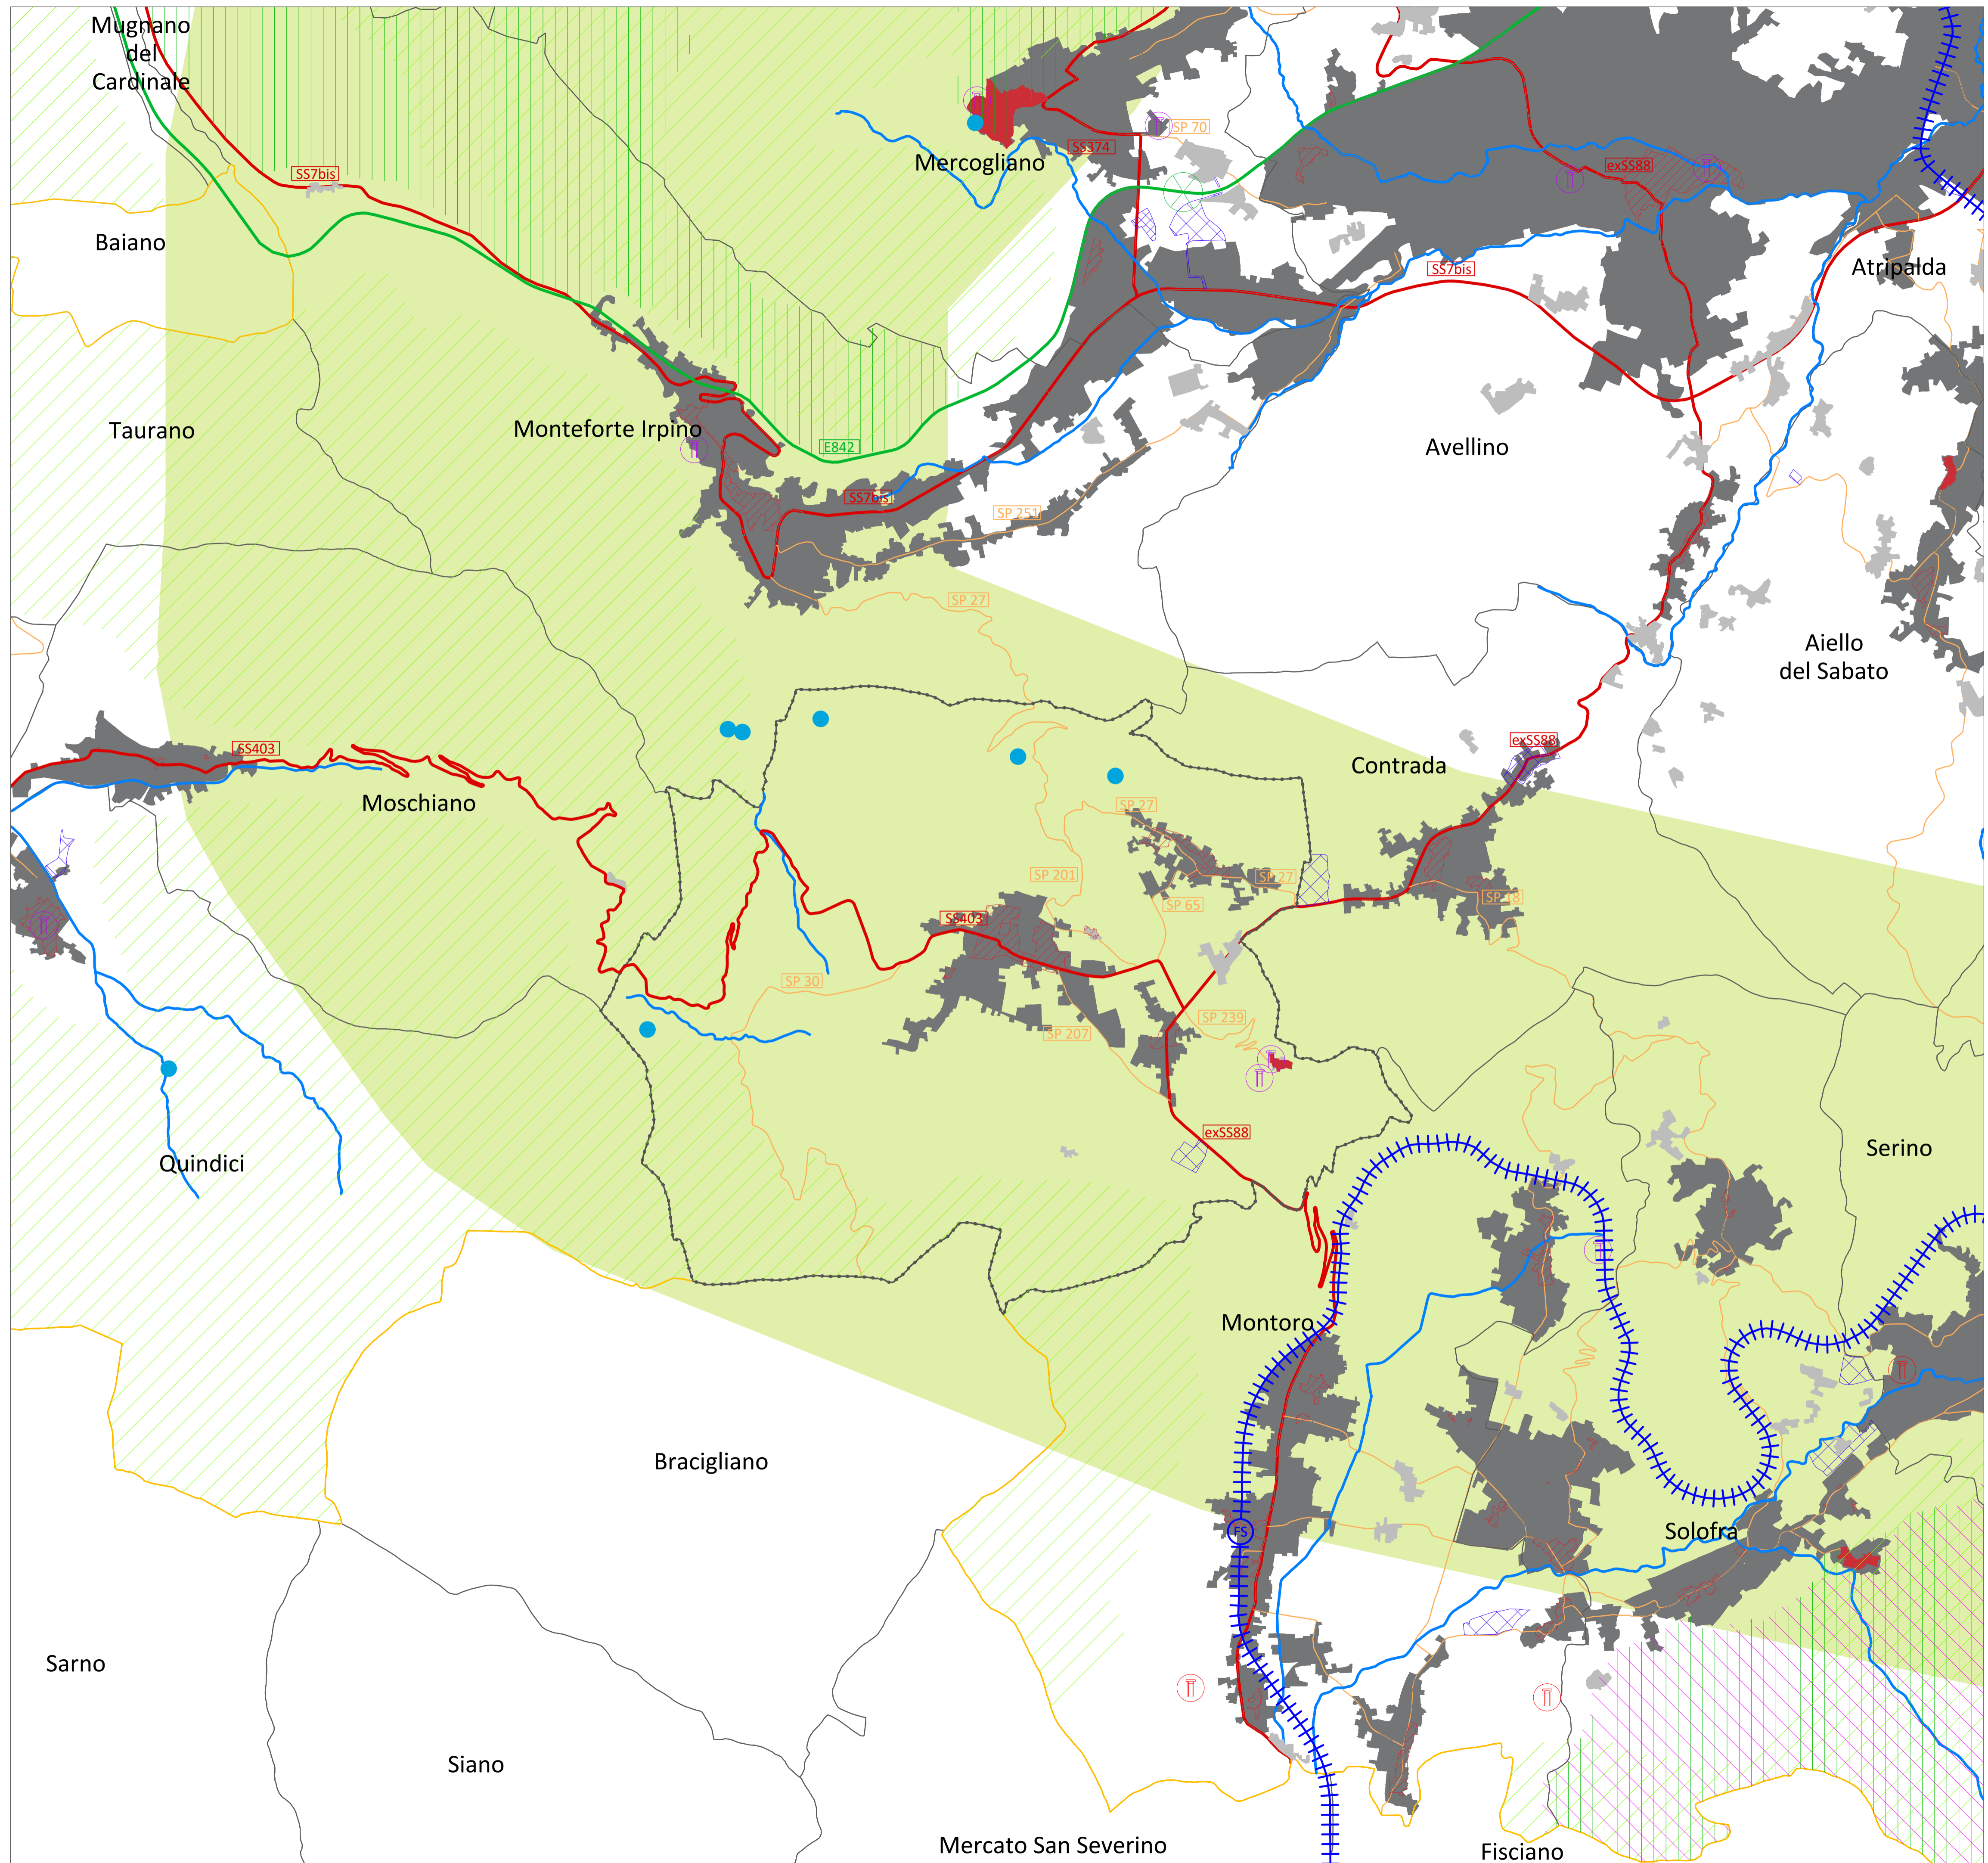 Mugnano
del
Cardinale
SP 70
SS374
Mercogliano
exSS88
SS7bis
Baiano
SS7bis
Atripalda
Taurano
Monteforte Irpino
E842
Avellino
SS7bis
SP 251
SP 27
Aiello
del Sabato
exSS88
SS403
Contrada
Moschiano
SP 27
SP 201
SP 27
SP 65
SP 18
SS403
SP 30
SP 239
SP 207
exSS88
Serino
Quindici
Montoro
Bracigliano
FS
Solofra
Sarno
Siano
Mercato San Severino
Fisciano